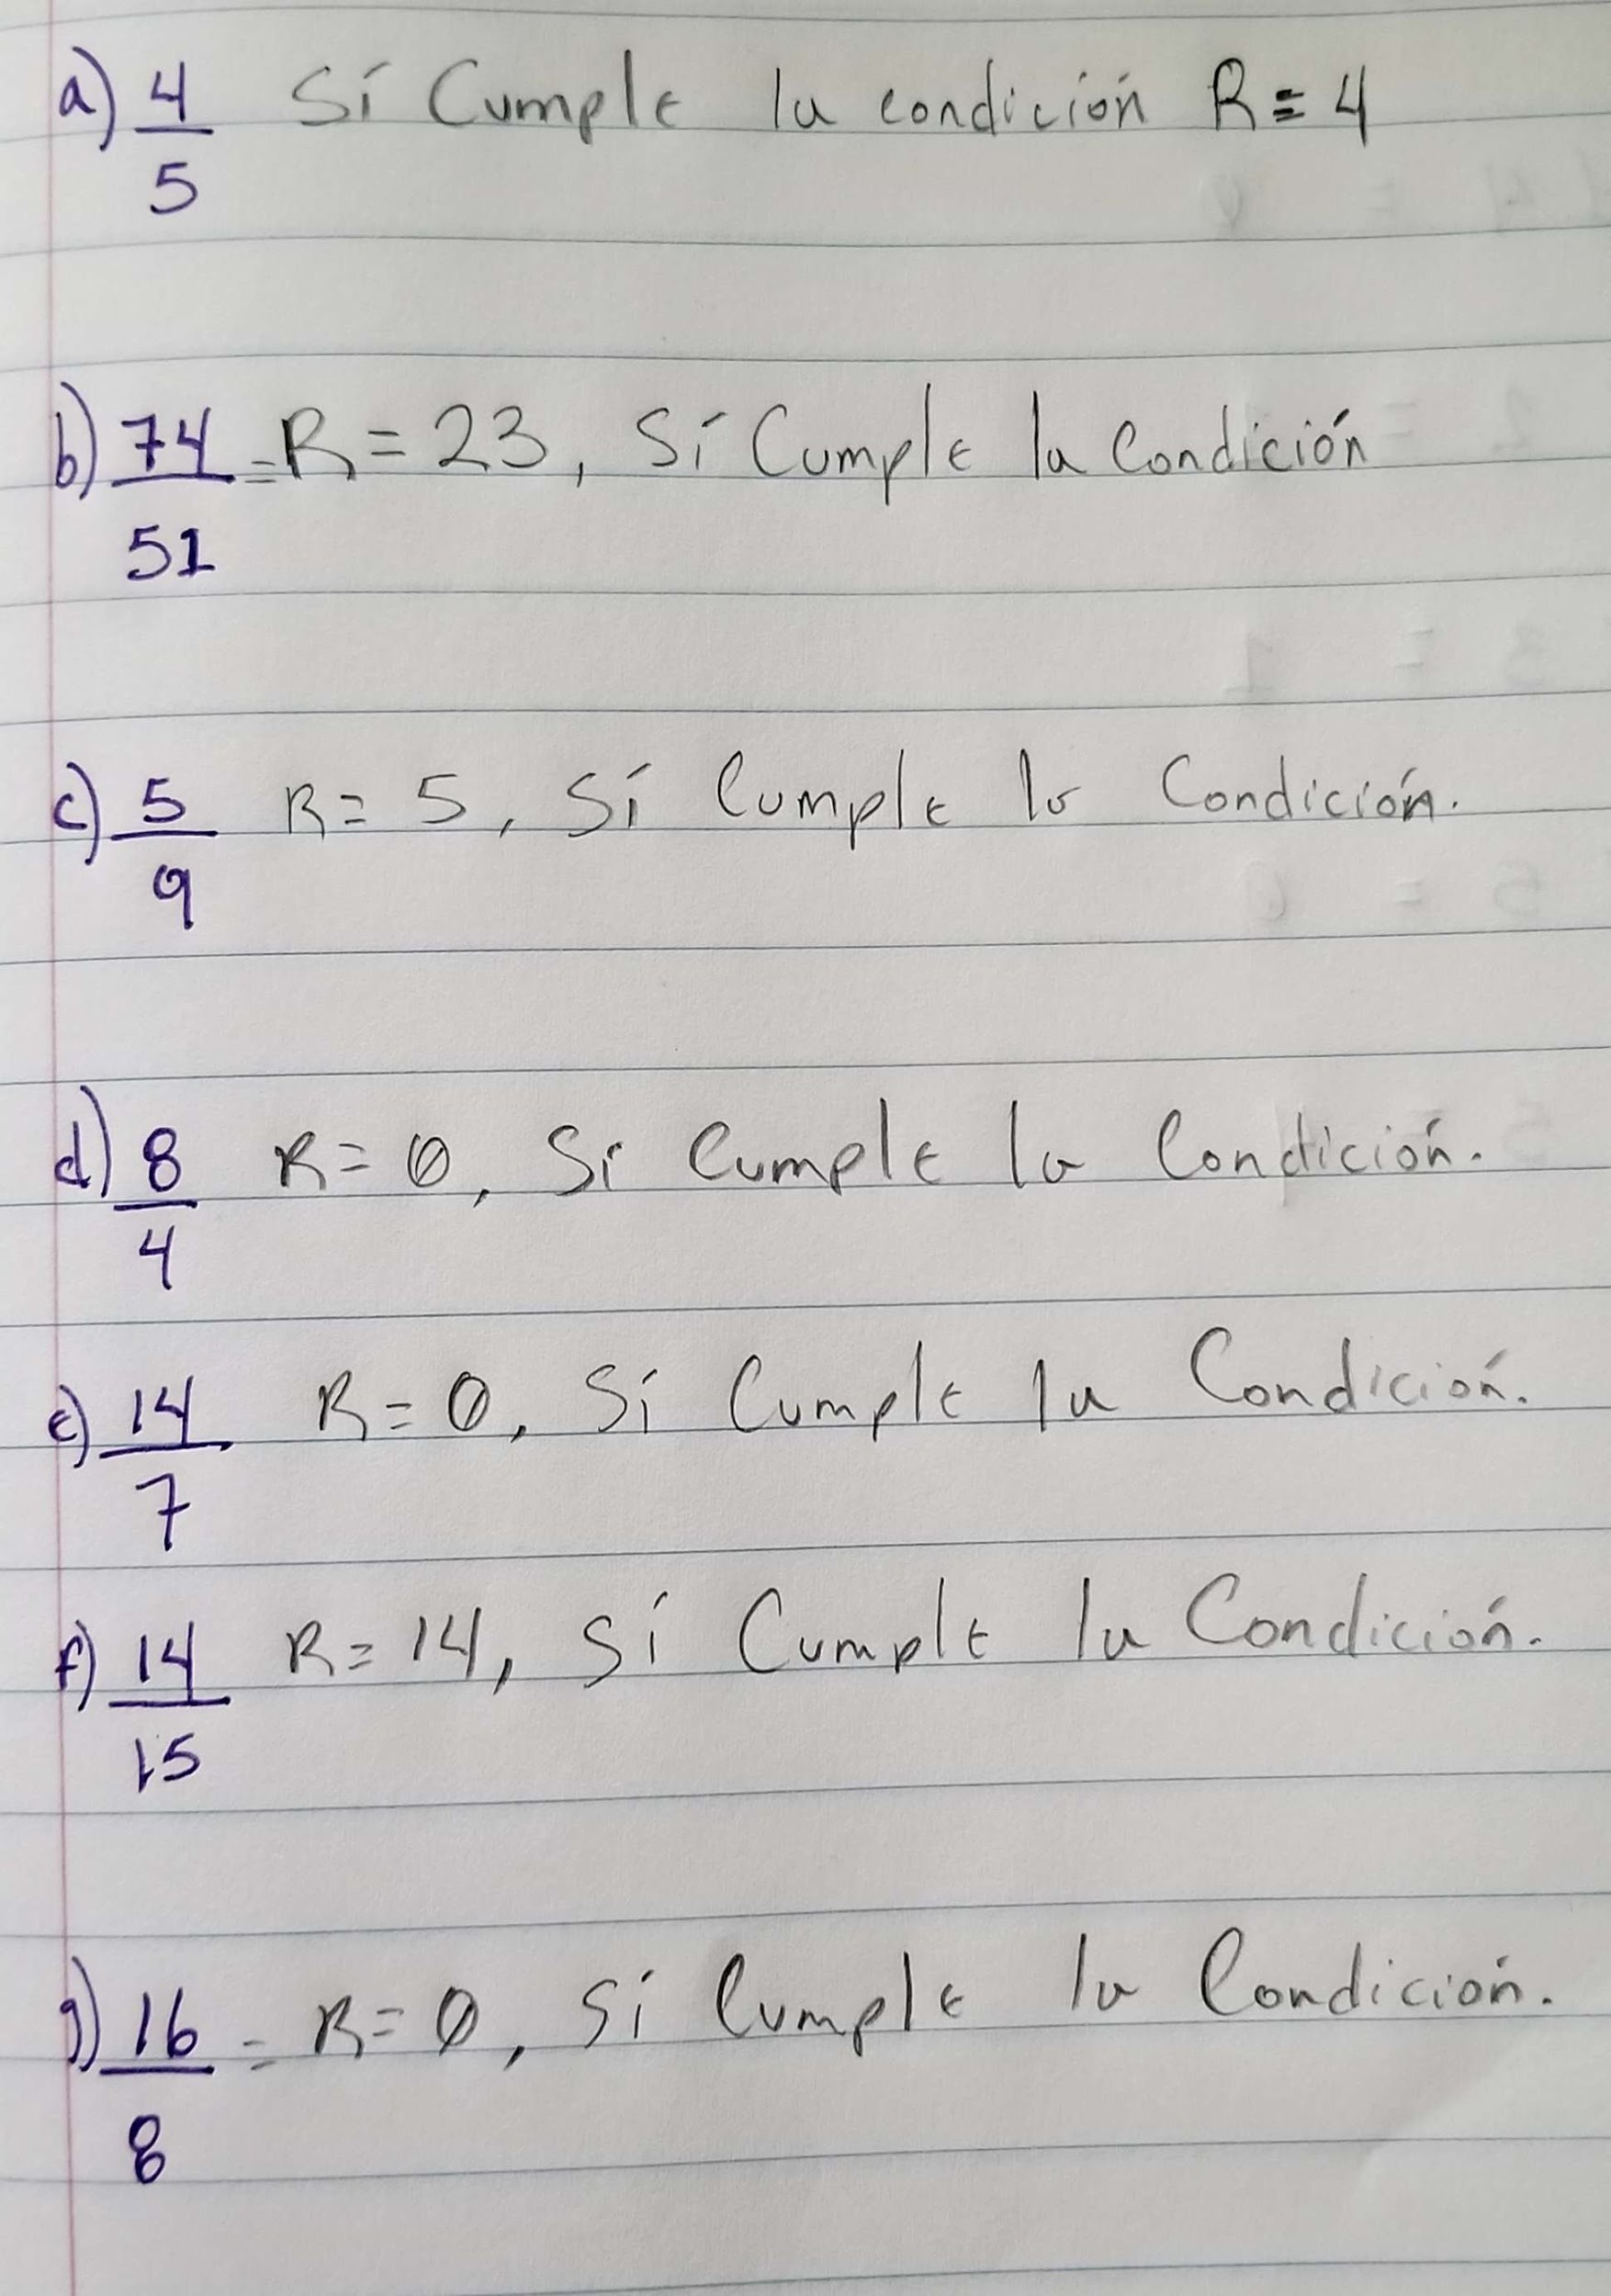 a) 4 Sí Cumple la condición R = 4
5
b) 74 = R = 23, Sí Cumple la Condición
51
c) 5 R = 5, Sí Cumple la Condición.
9
d) 8 R = 0, Sí Cumple la Condición.
4
e) 14 R = 0, Sí Cumple la Condición.
7
f) 14 R = 14, Sí Cumple la Condición.
15
g) 16 = R = 0, Sí Cumple la Condición.
8